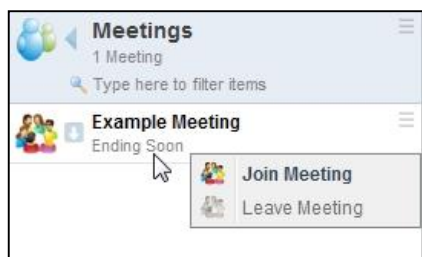 Meetings
1 Meeting
Type here to filter items
Example Meeting
Ending Soon
Join Meeting
Leave Meeting